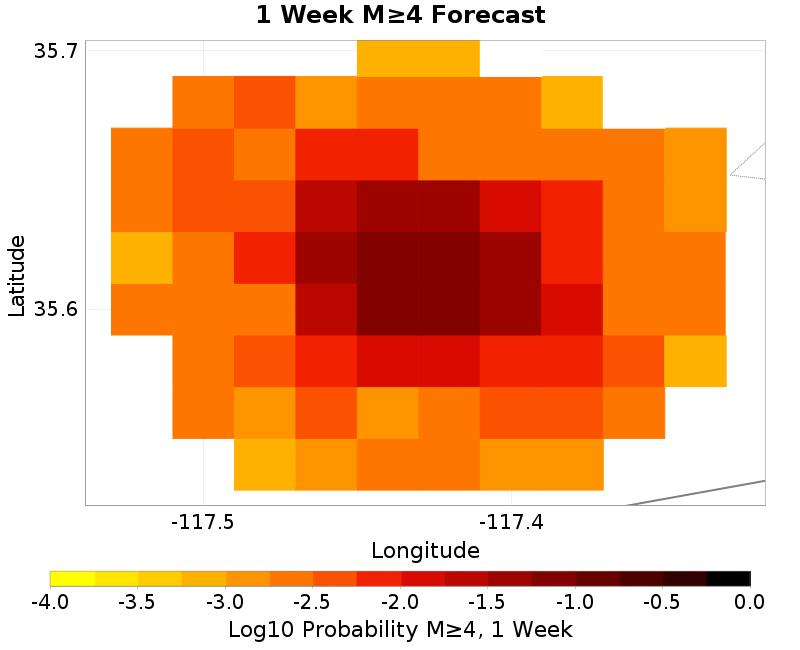 1 Week M≥4 Forecast
35.7
35.6
Latitude
-117.5 -117.4
Longitude
-4.0 -3.5 -3.0 -2.5 -2.0 -1.5 -1.0 -0.5 0.0
Log10 Probability M≥4, 1 Week